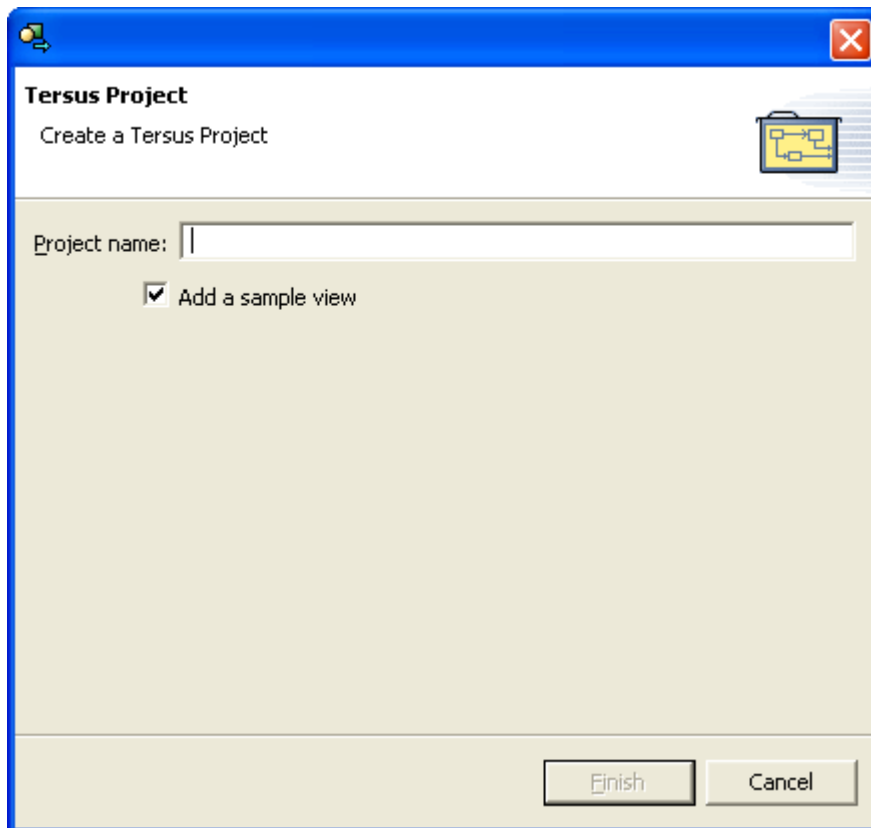 Tersus Project
Create a Tersus Project
Project name:
Add a sample view
Finish Cancel